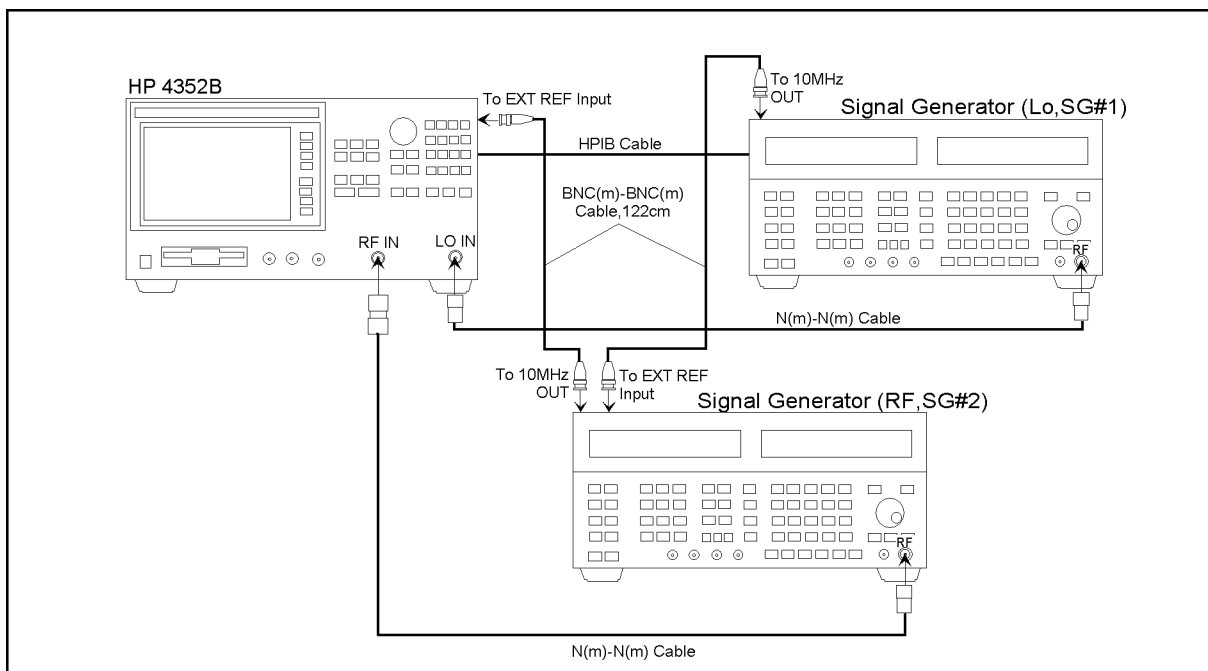 HP 4352B
To EXT REF Input
To 10MHz
OUT
Signal Generator (Lo,SG#1)
HPIB Cable
BNC(m)-BNC(m)
Cable,122cm
RF IN
LO IN
RF
N(m)-N(m) Cable
To 10MHz
OUT
To EXT REF
Input
Signal Generator (RF,SG#2)
RF
N(m)-N(m) Cable